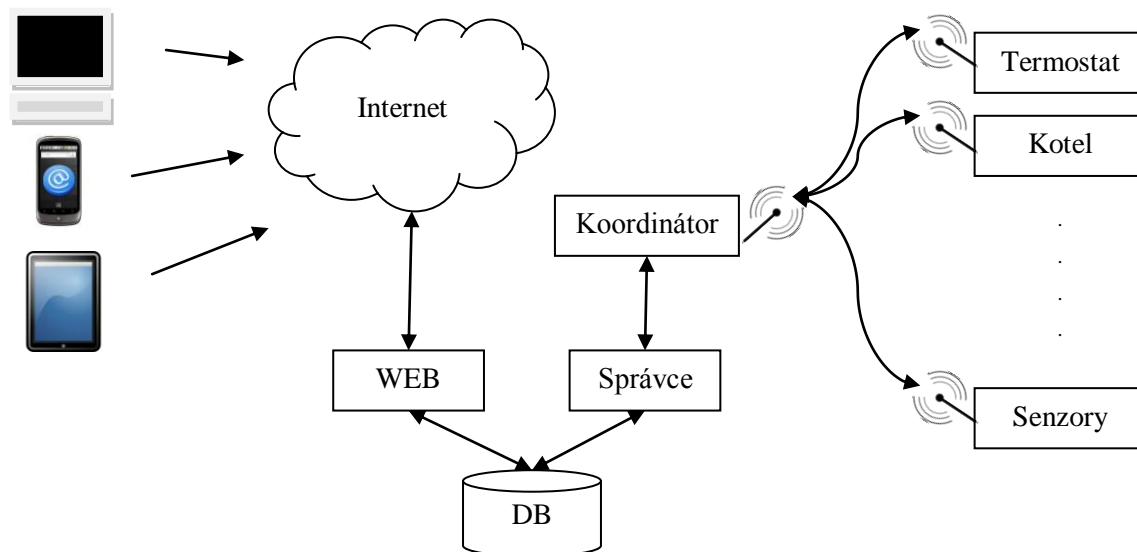 Internet
Termostat
Kotel
Koordinátor
WEB
Správce
Senzory
DB
@